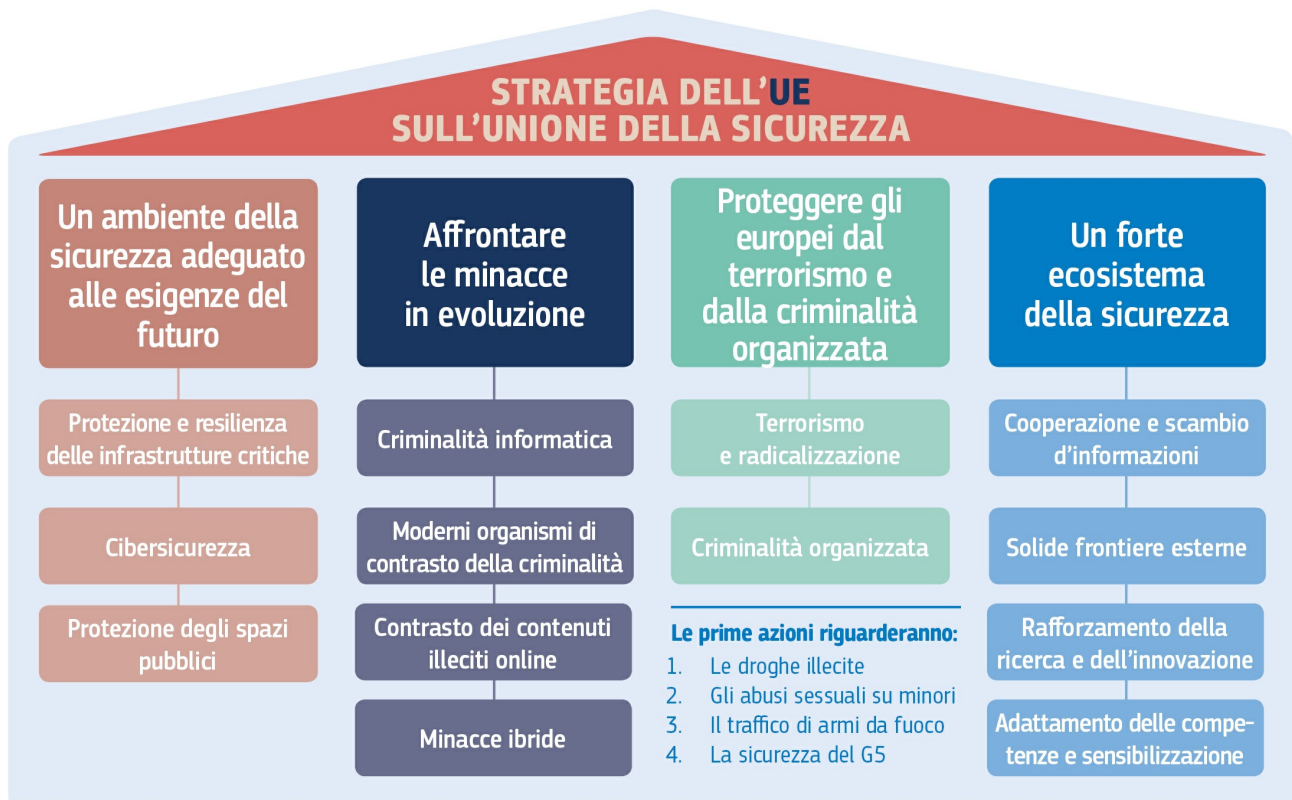 STRATEGIA DELL'UE
SULL'UNIONE DELLA SICUREZZA
Un ambiente della
sicurezza adeguato
alle esigenze del
futuro
Protezione e resilienza
delle infrastrutture critiche
Cibersicurezza
Protezione degli spazi
pubblici
Affrontare
le minacce
in evoluzione
Criminalità informatica
Moderni organismi di
contrasto della criminalità
Contrasto dei contenuti
illeciti online
Minacce ibride
Proteggere gli
europei dal
terrorismo e
dalla criminalità
organizzata
Terrorismo
e radicalizzazione
Criminalità organizzata
Le prime azioni riguarderanno:
1. Le droghe illecite
2. Gli abusi sessuali su minori
3. Il traffico di armi da fuoco
4. La sicurezza del G5
Un forte
ecosistema
della sicurezza
Cooperazione e scambio
d'informazioni
Solide frontiere esterne
Rafforzamento della
ricerca e dell'innovazione
Adattamento delle compe-
tenze e sensibilizzazione